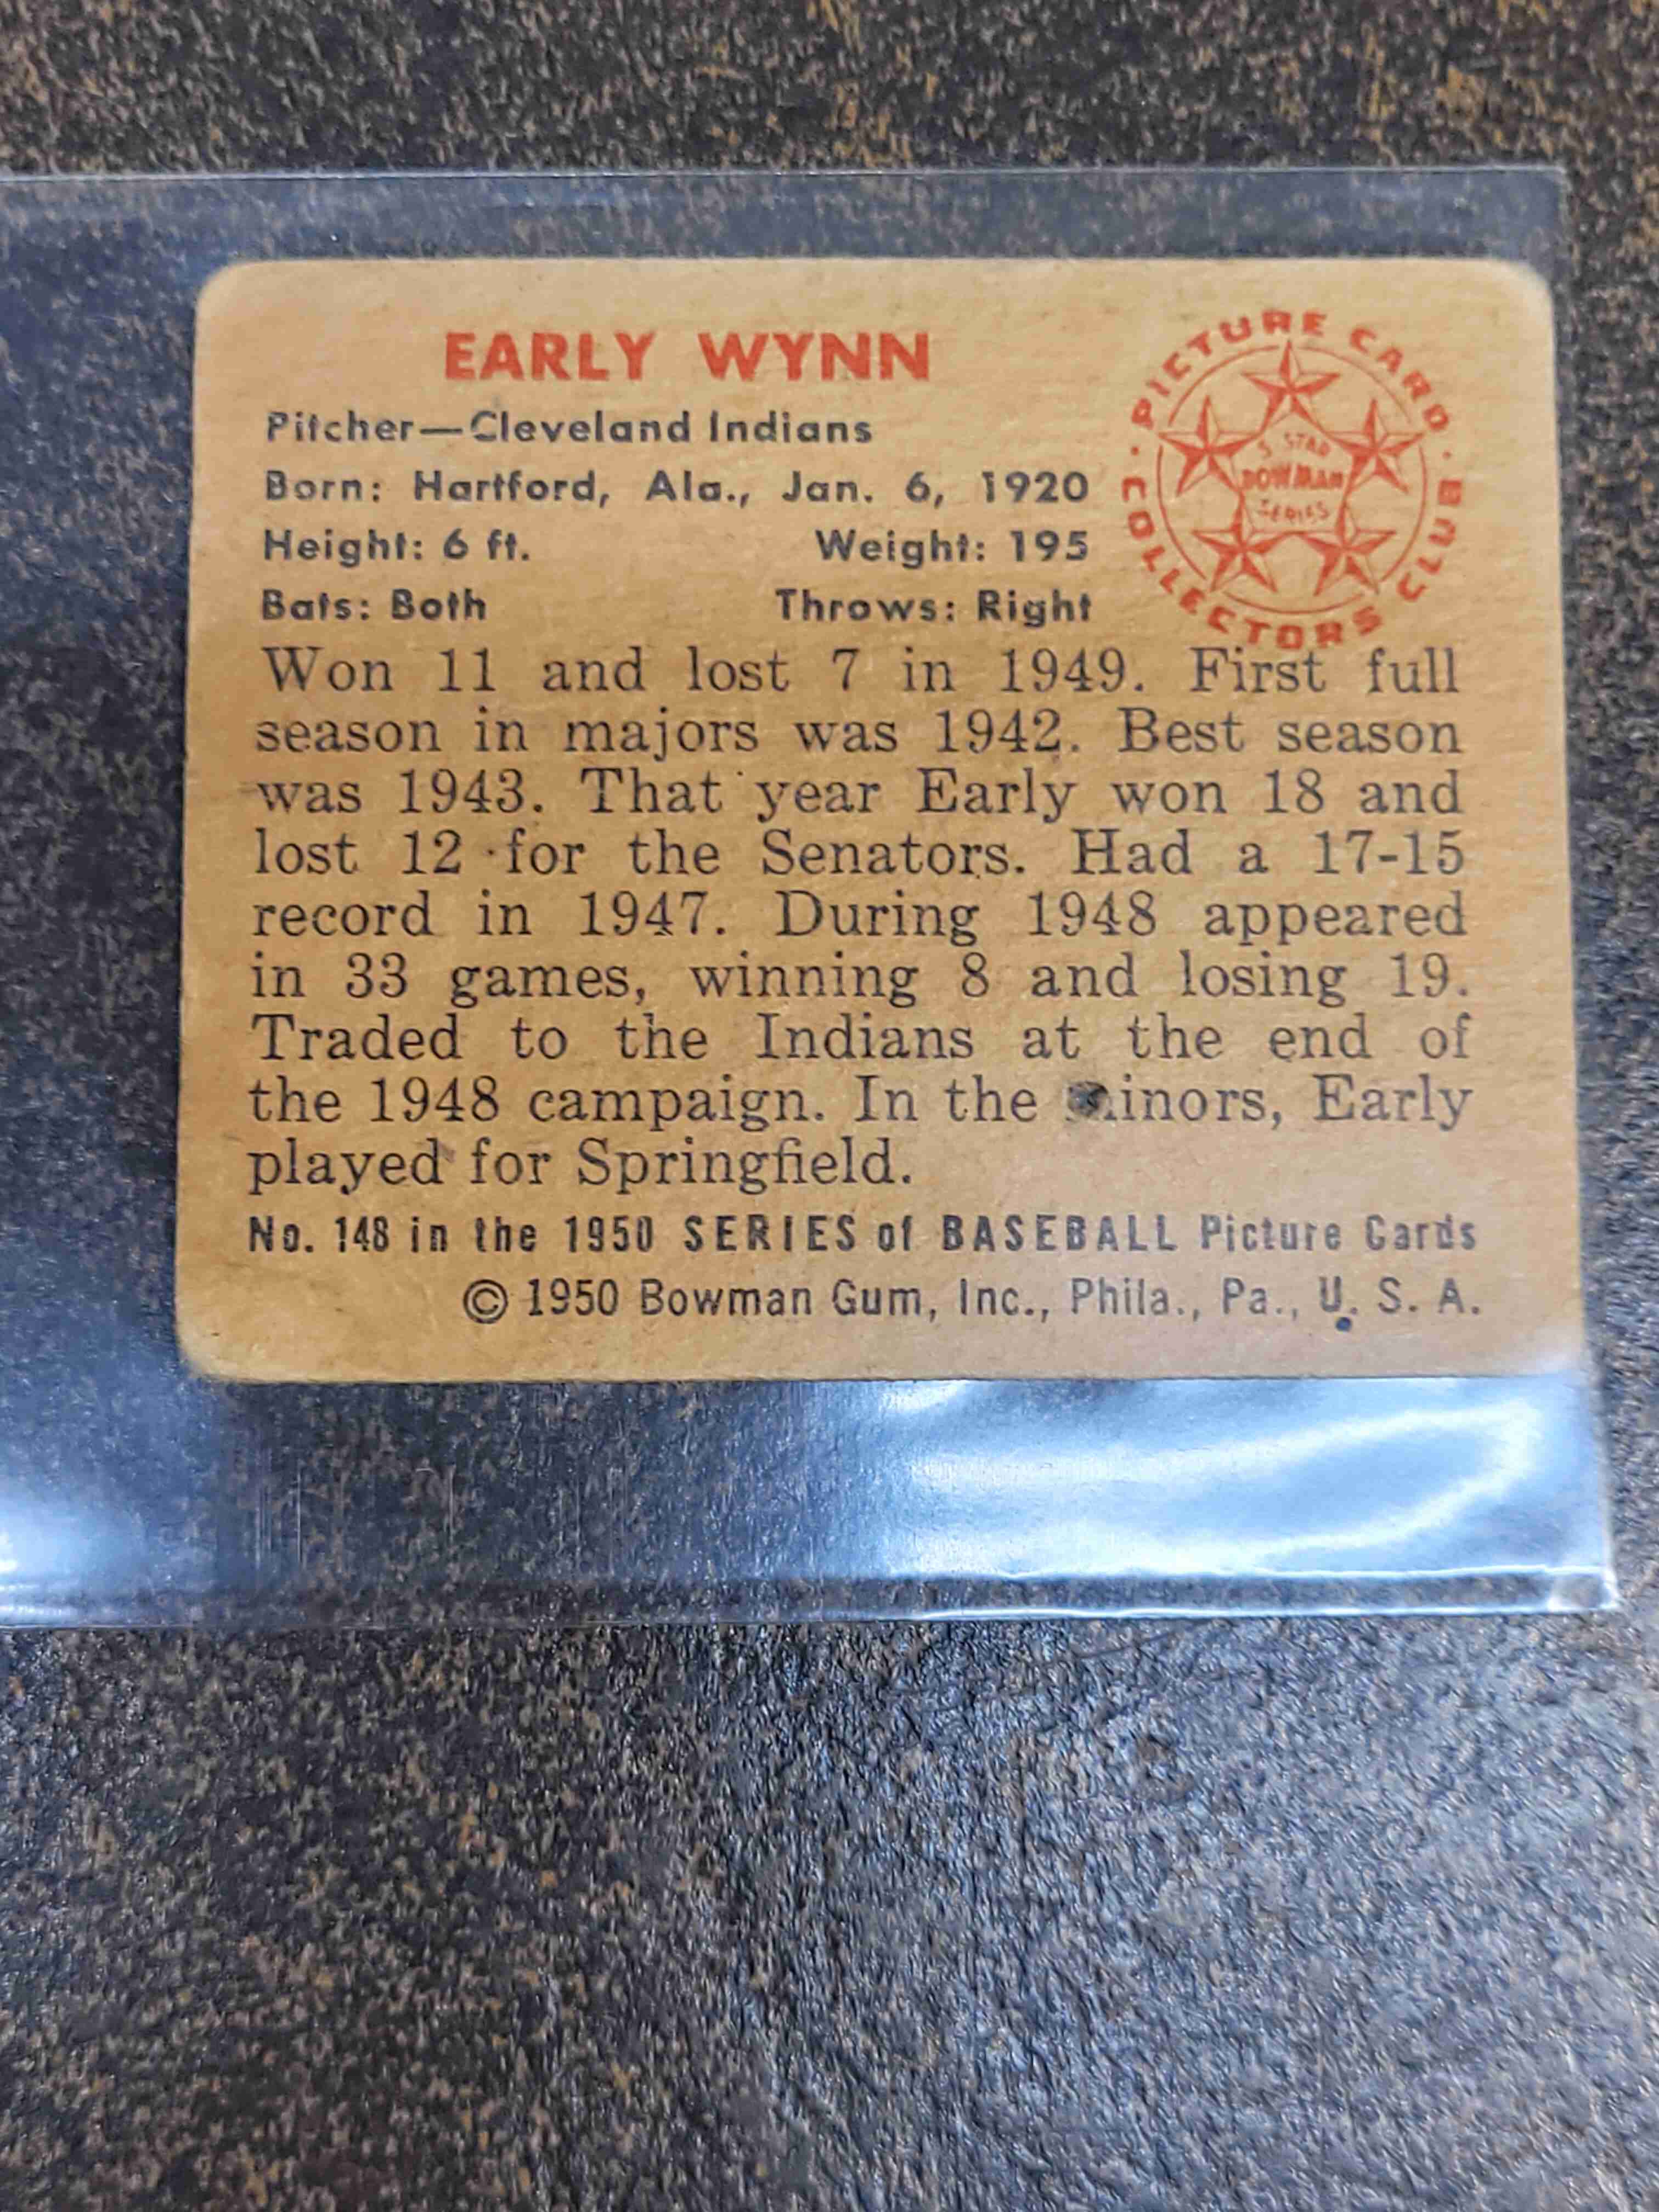 EARLY WYNN
Pitcher—Cleveland Indians
Born: Hartford, Ala., Jan. 6, 1920
Height: 6 ft. Weight: 195
Bats: Both Throws: Right
PICTURE CARD COLLECTORS CLUB
5 STAR
BOWMAN
SERIES
Won 11 and lost 7 in 1949. First full
season in majors was 1942. Best season
was 1943. That year Early won 18 and
lost 12 for the Senators. Had a 17-15
record in 1947. During 1948 appeared
in 33 games, winning 8 and losing 19.
Traded to the Indians at the end of
the 1948 campaign. In the minors, Early
played for Springfield.
No. 148 in the 1950 SERIES of BASEBALL Picture Cards
© 1950 Bowman Gum, Inc., Phila., Pa., U. S. A.